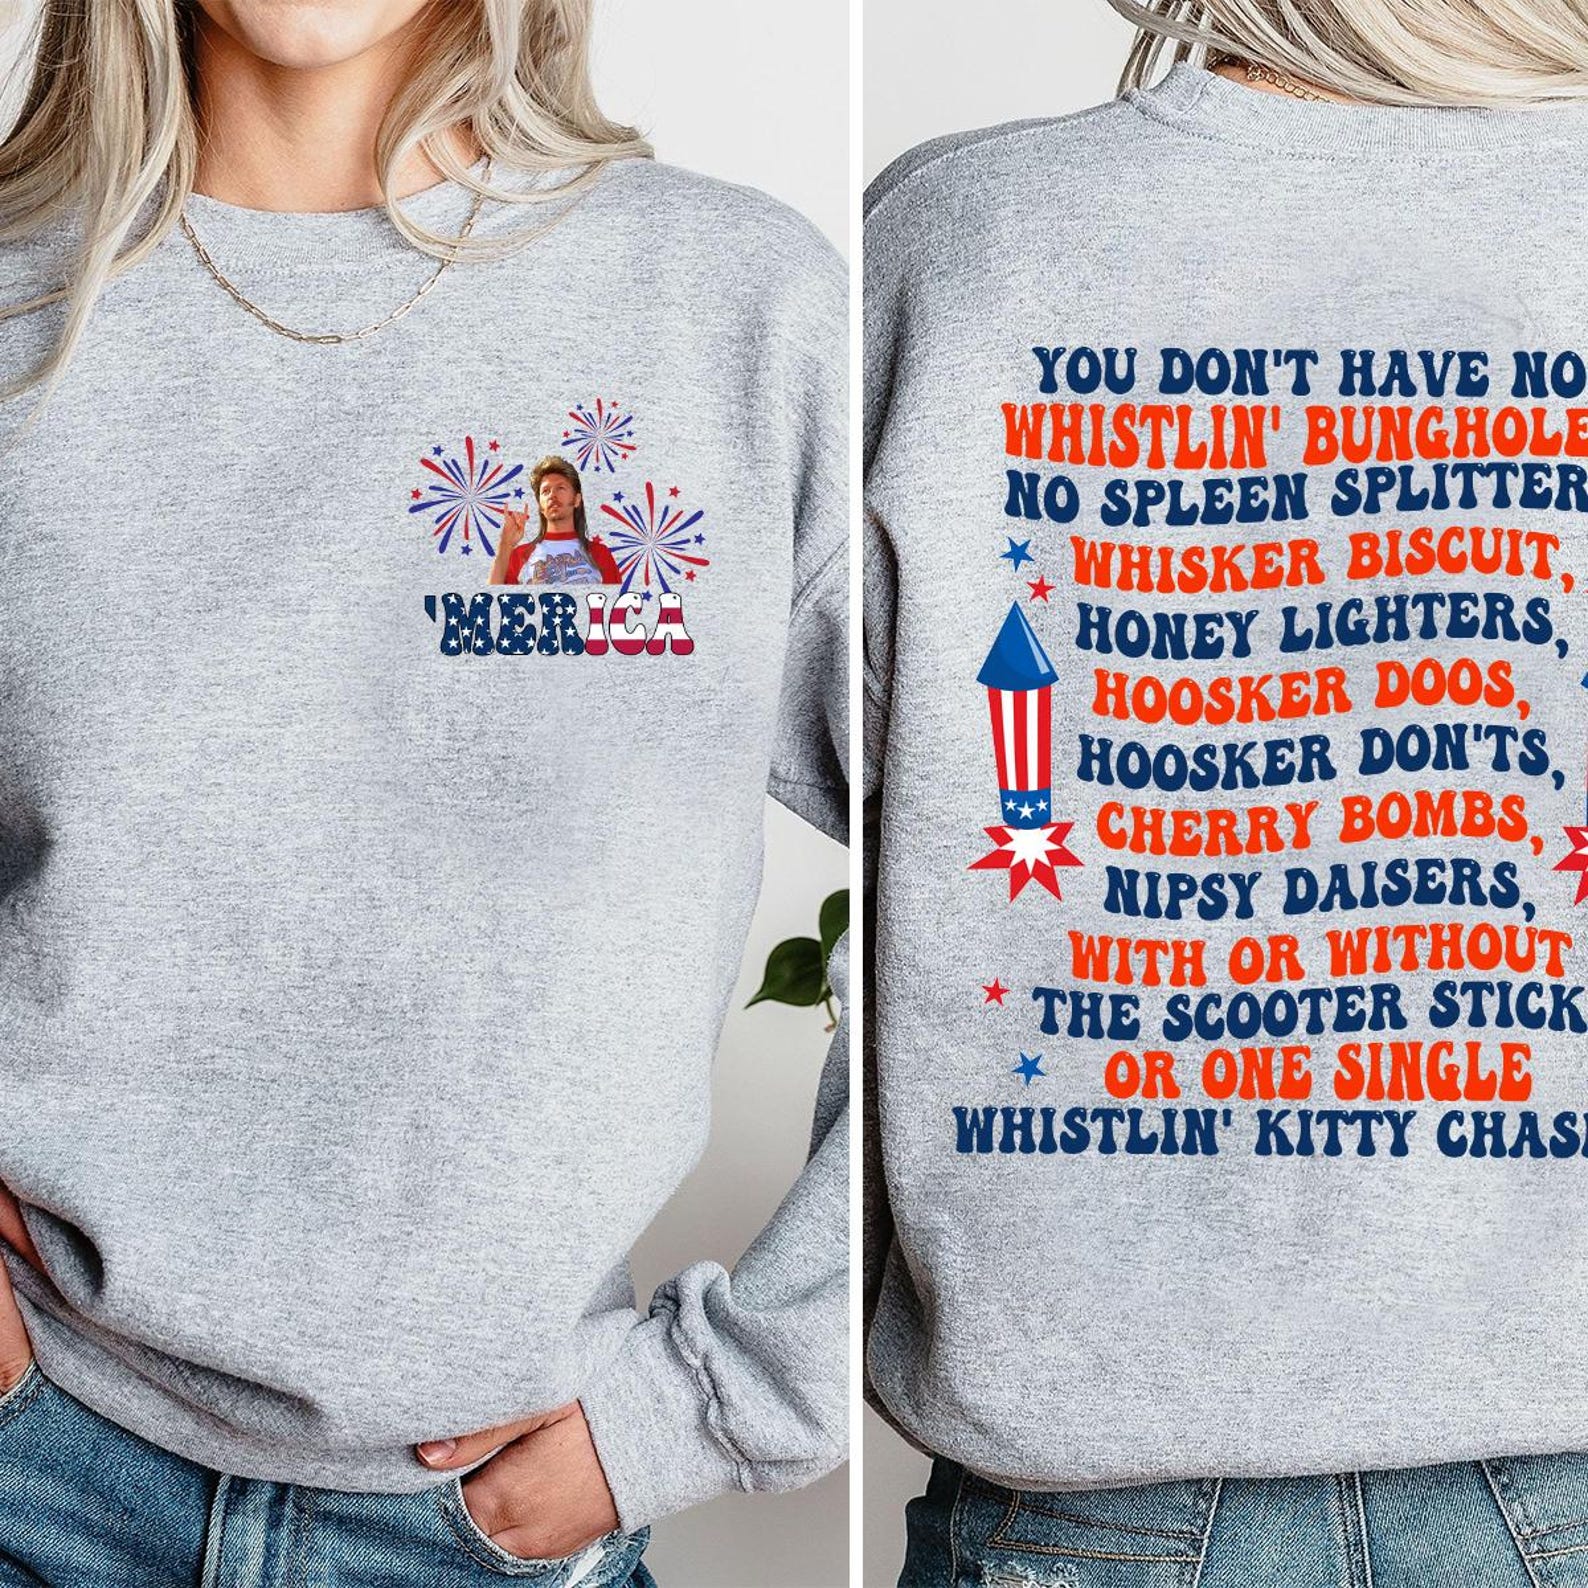 'MERICA
YOU DON'T HAVE NO
WHISTLIN' BUNGHOLE
NO SPLEEN SPLITTER
WHISKER BISCUIT,
HONEY LIGHTERS,
HOOSKER DOOS,
HOOSKER DON'TS,
CHERRY BOMBS,
NIPSY DAISERS,
WITH OR WITHOUT
THE SCOOTER STICK
OR ONE SINGLE
WHISTLIN' KITTY CHAS